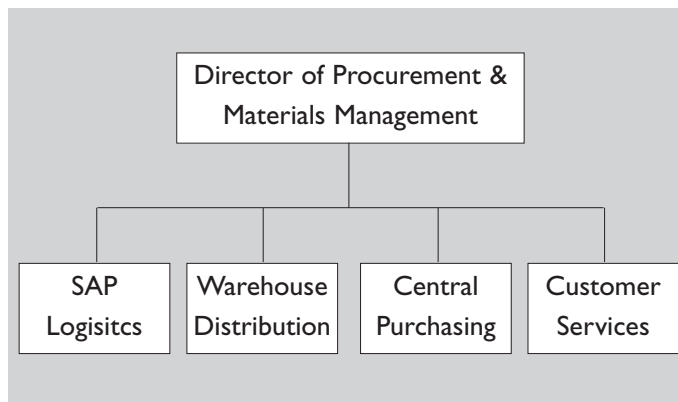 Director of Procurement &
Materials Management
SAP
Logisitcs
Warehouse
Distribution
Central
Purchasing
Customer
Services